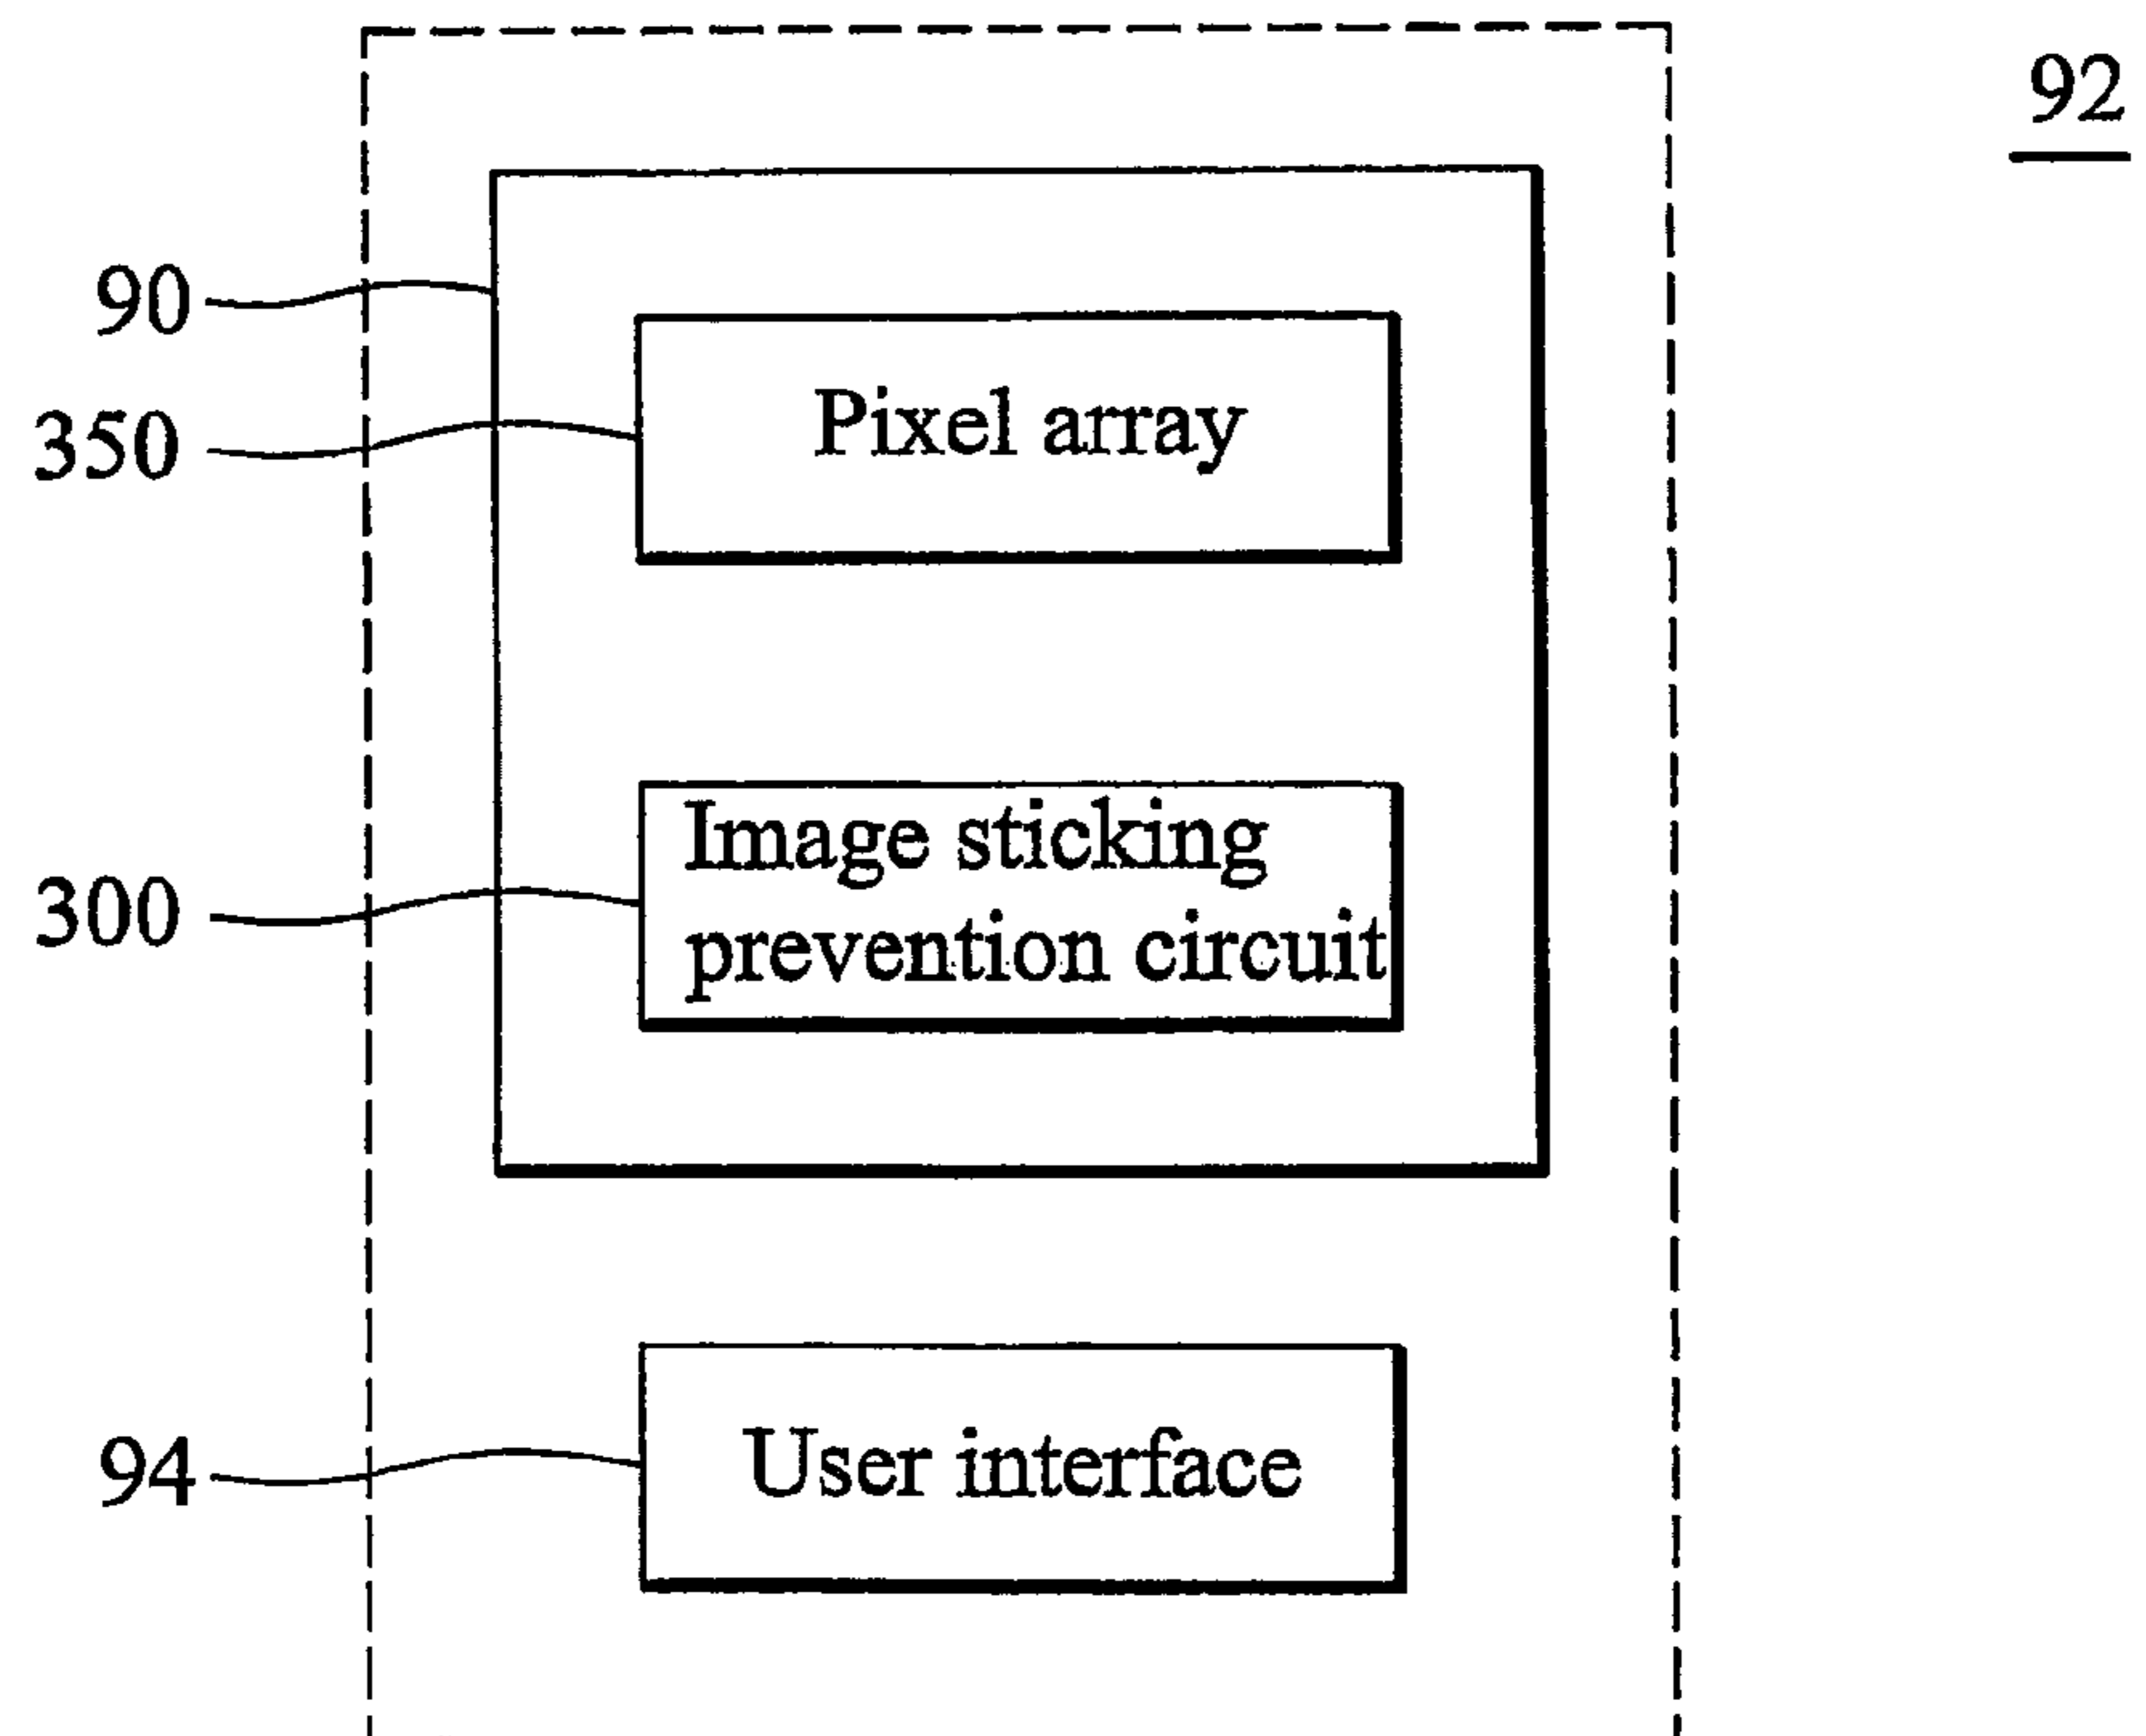 92
90
350
Pixel array
300
Image sticking
prevention circuit
94
User interface